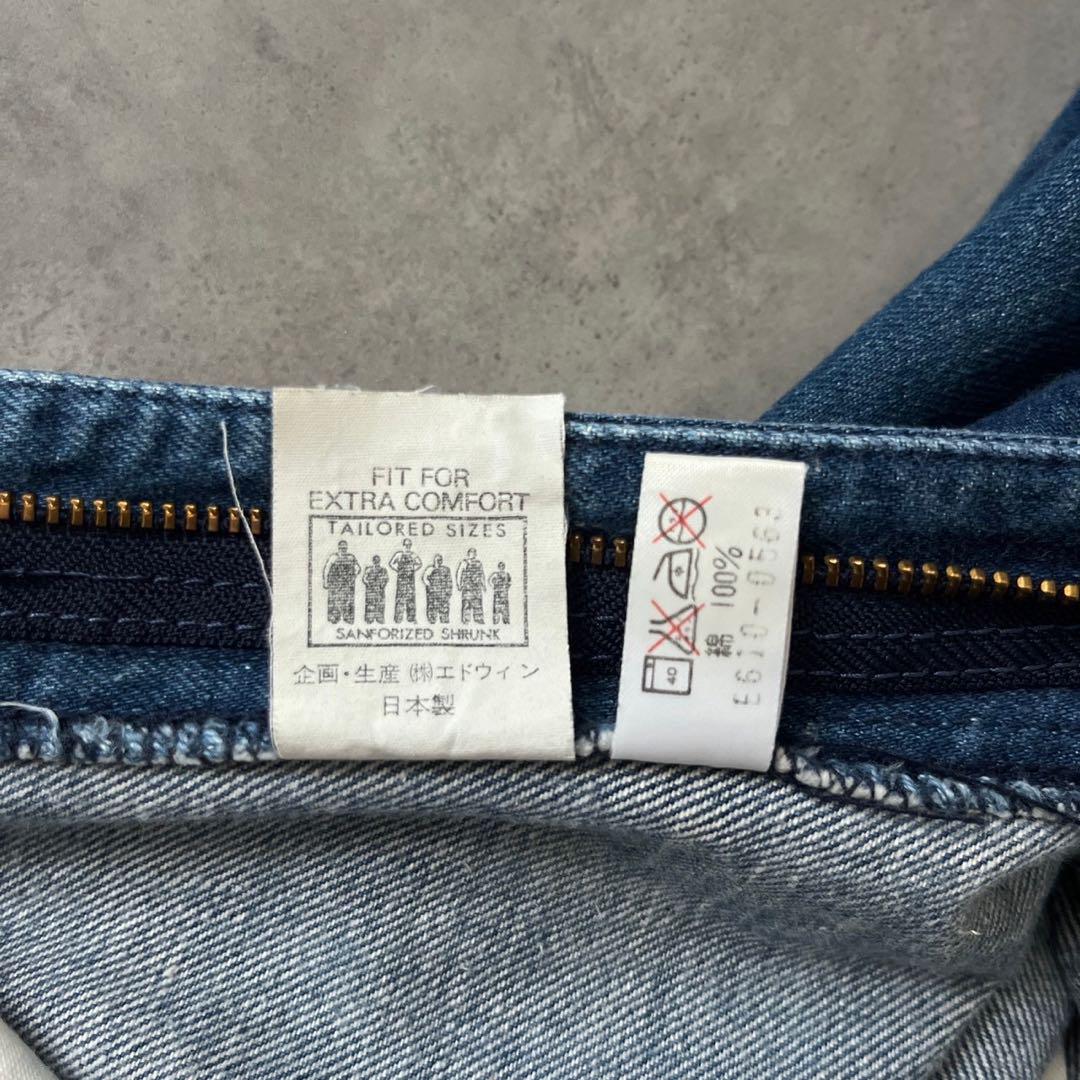 FIT FOR
EXTRA COMFORT
TAILORED SIZES
SANFORIZED SHRUNK
企画・生産 ㈱エドウィン
日本製
40
綿 100%
E610-0563